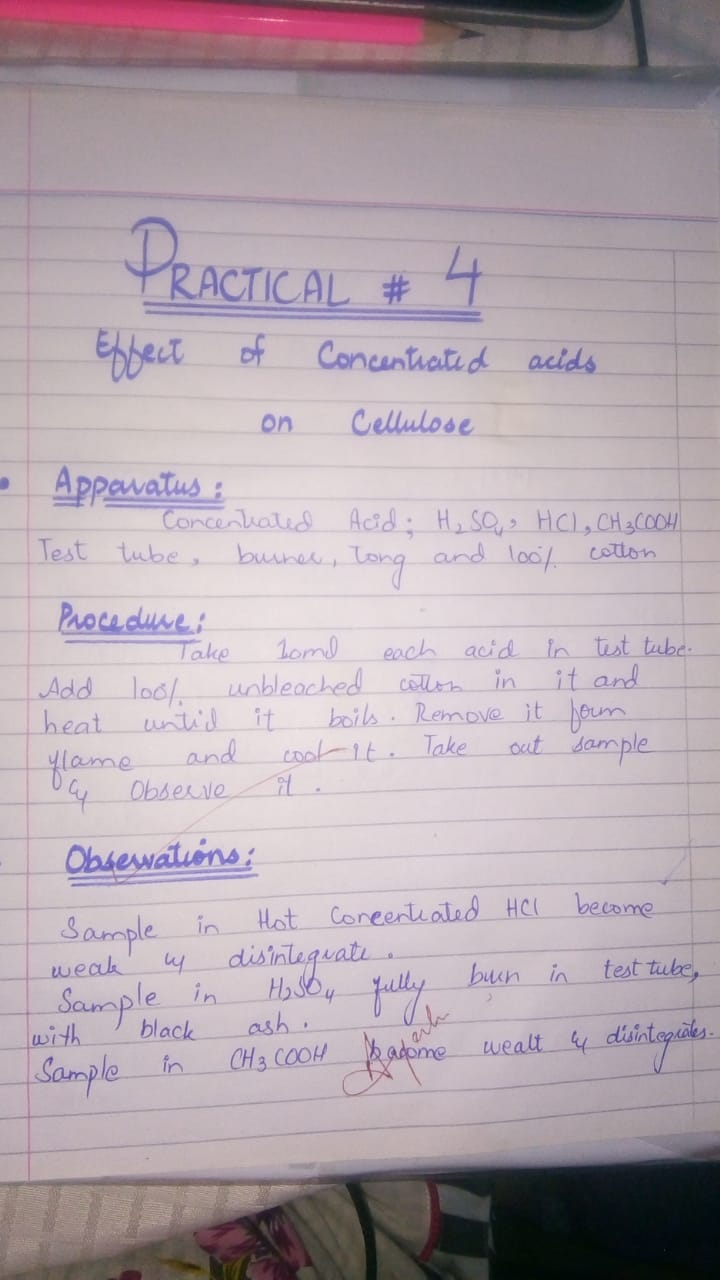 PRACTICAL # 4
Effect of Concentrated acids
on Cellulose
Apparatus:
Concentrated Acid; H₂SO₄, HCl, CH3COOH
Test tube, burner, Tong and 100% cotton
Procedure:
Take 10ml each acid in test tube.
Add 100% unbleached cotton in it and
heat until it boils. Remove it form
flame and cool it. Take out sample
& Observe it.
Observations:
Sample in Hot Concentrated HCl become
weak & disintegrate.
Sample in H₂SO₄ fully burn in test tube,
with black ash.
Sample in CH3COOH become & disintegrates.